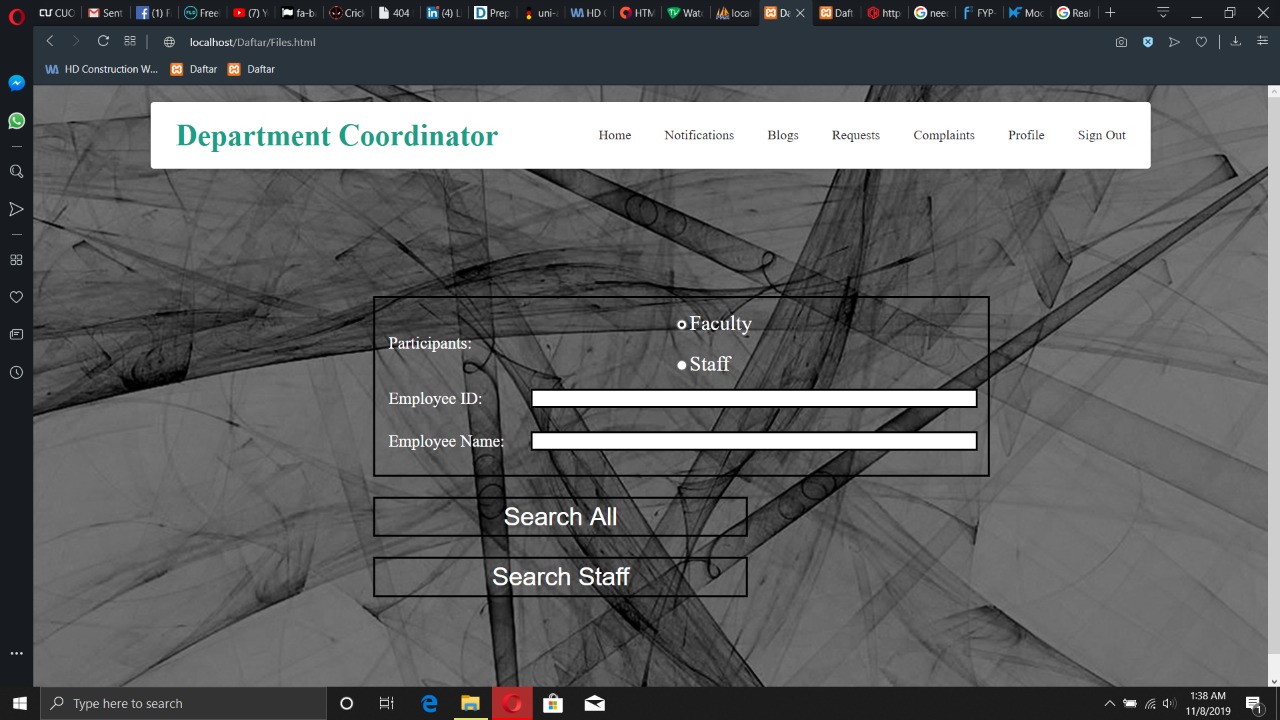 CUC
Sent
(1) F
Free
(7) Y
fa-b
Crick
404
(4) L
Prep
uni-a
HD C
HTM
Wat
local
Da
Daft
http
nee
FYP-
Moc
Real
localhost/Daftar/Files.html
HD Construction W...
Daftar
Daftar
Department Coordinator
Home
Notifications
Blogs
Requests
Complaints
Profile
Sign Out
Participants:
Faculty
Staff
Employee ID:
Employee Name:
Search All
Search Staff
Type here to search
1:38 AM
11/8/2019